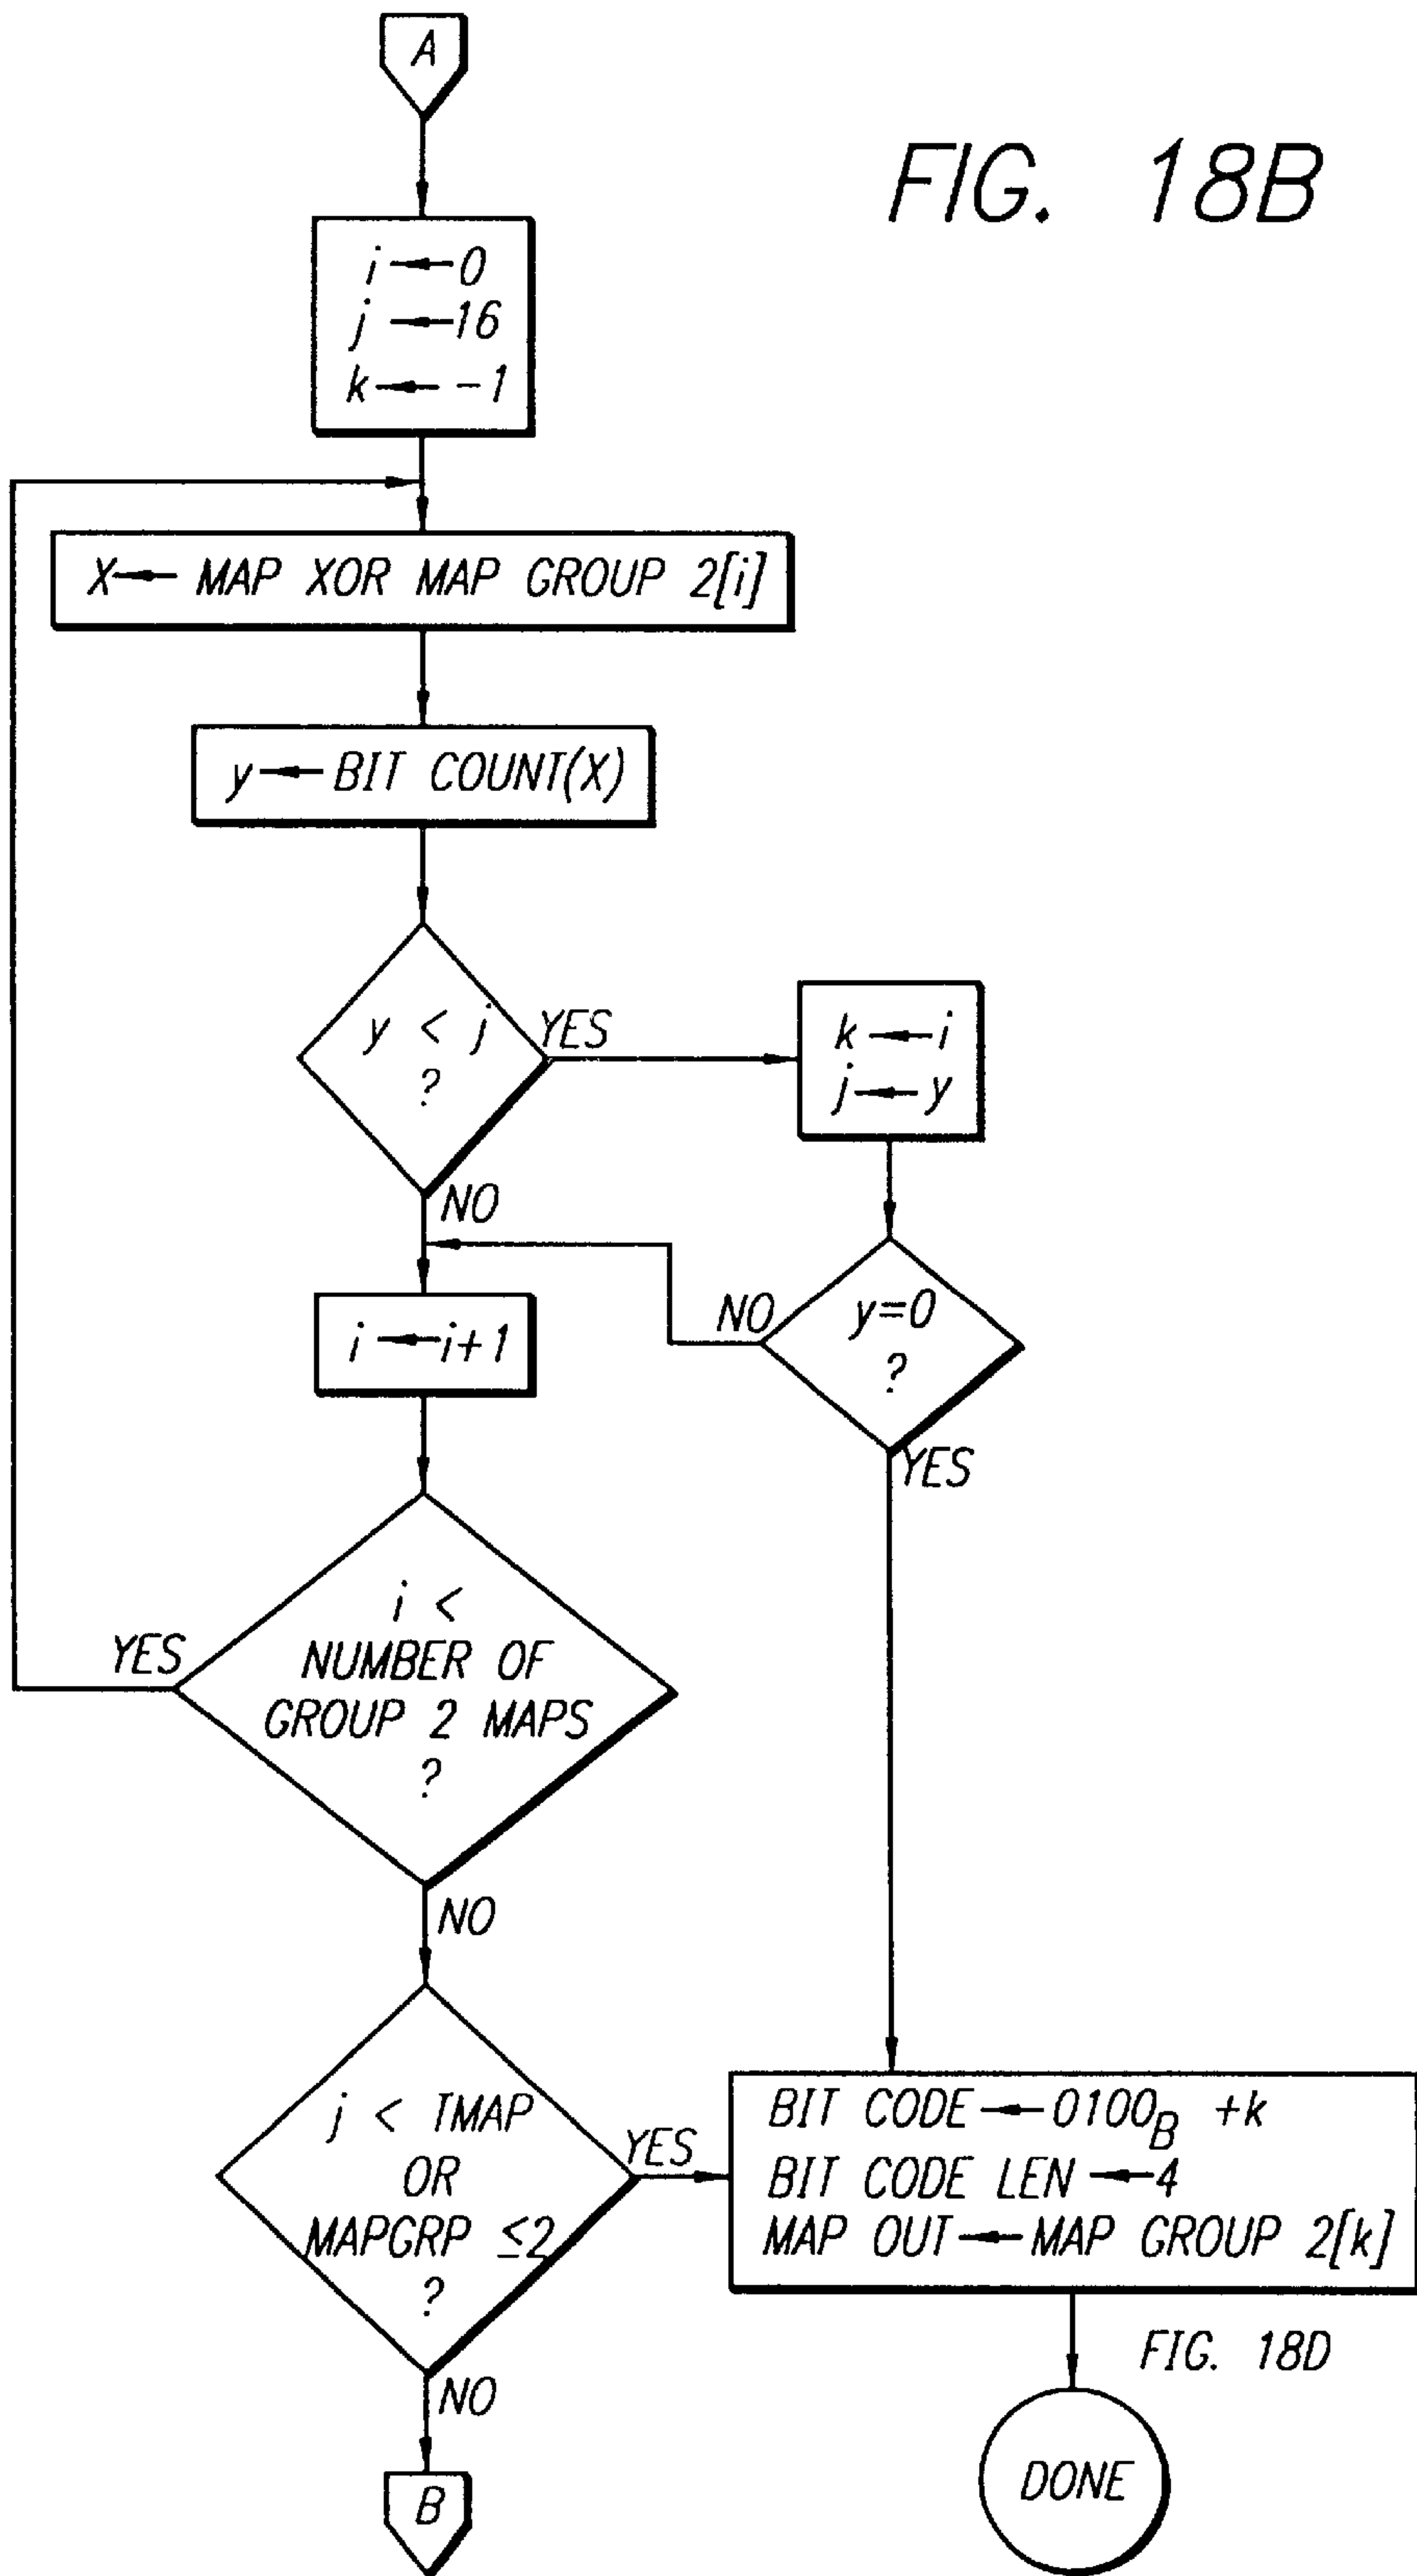 A
FIG. 18B
i ← 0
j ← 16
k ← -1
X ← MAP XOR MAP GROUP 2[i]
y ← BIT COUNT(X)
y < j
?
YES
k ← i
j ← y
NO
i ← i+1
NO
y=0
?
YES
i <
NUMBER OF
GROUP 2 MAPS
?
YES
NO
j < TMAP
OR
MAPGRP ≤2
?
YES
BIT CODE ← 0100B +k
BIT CODE LEN ← 4
MAP OUT ← MAP GROUP 2[k]
NO
FIG. 18D
B
DONE